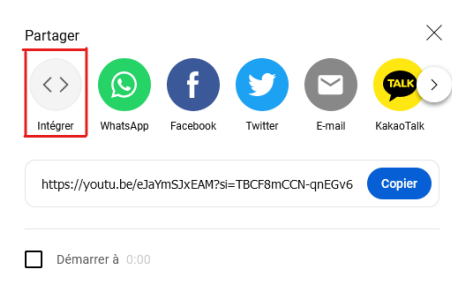 Partager
TALK
Intégrer WhatsApp Facebook Twitter E-mail KakaoTalk
https://youtu.be/eJaYmSJxEAM?si=TBCF8mCCN-qnEGv6 Copier
Démarrer à 0:00